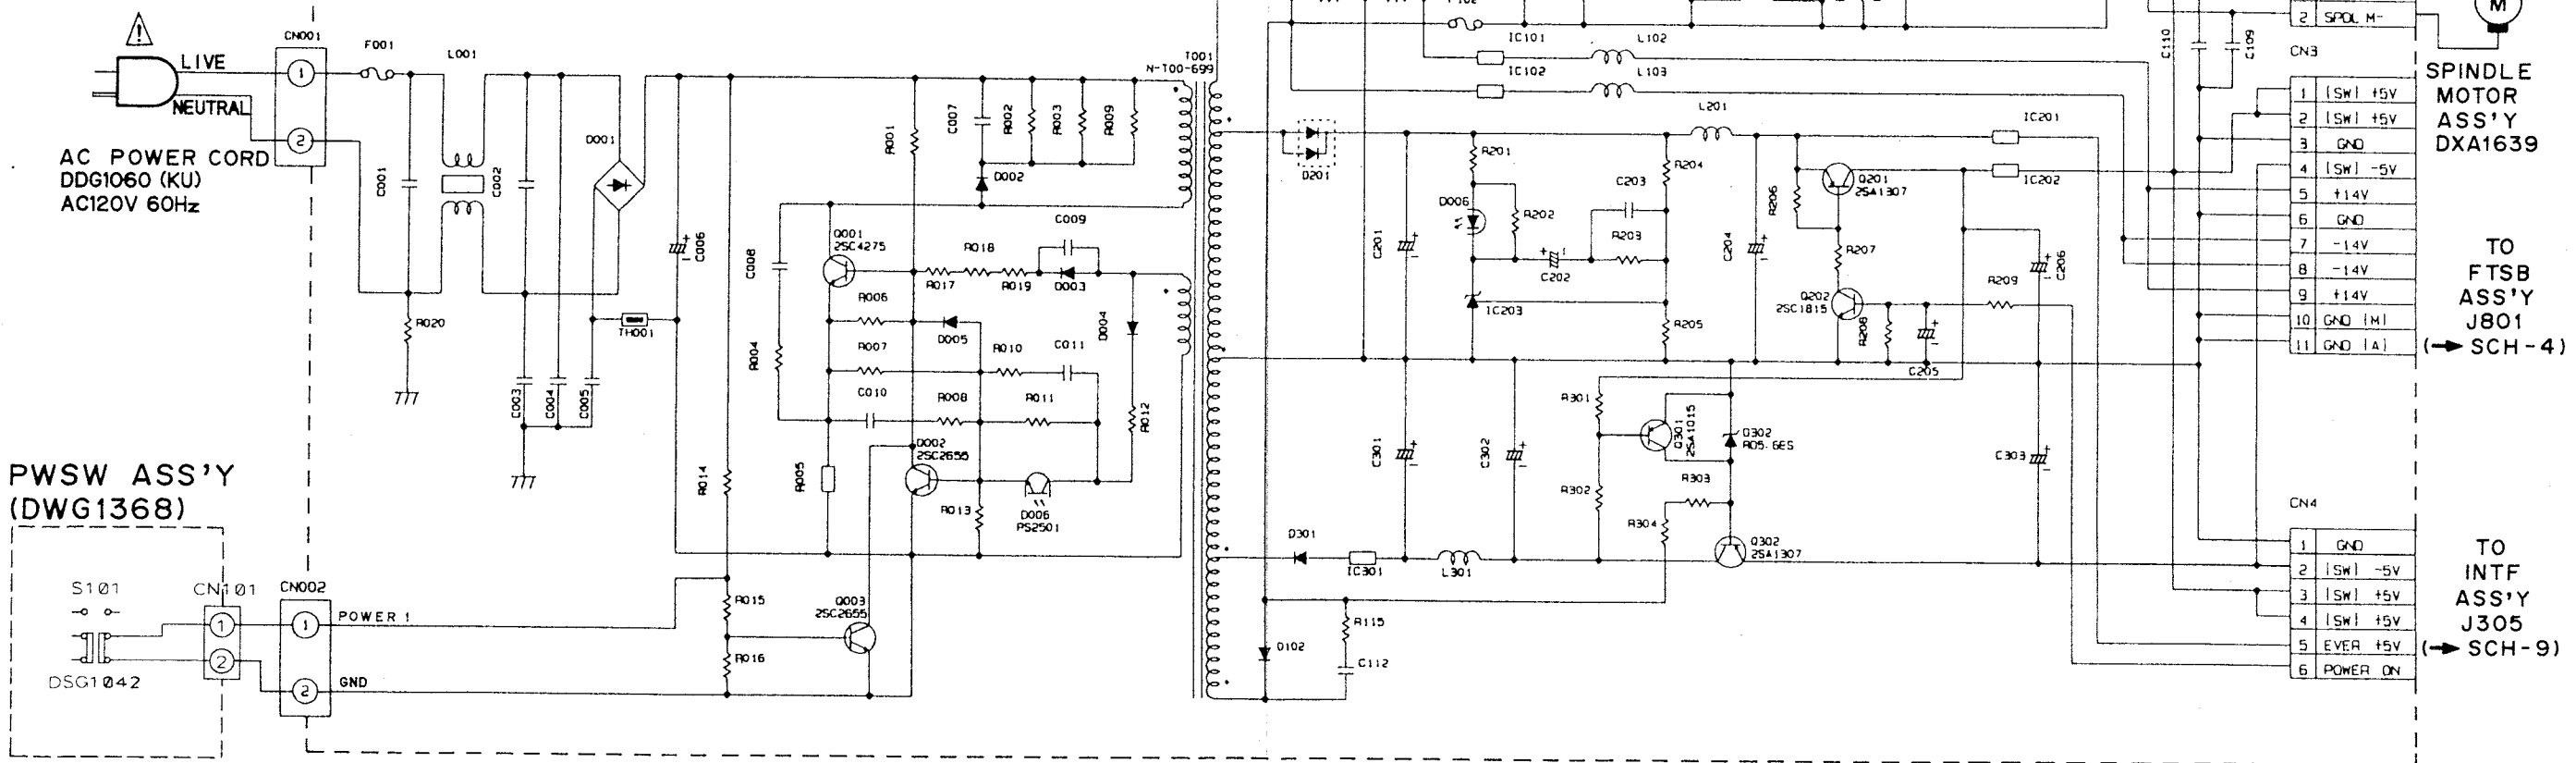 CN001
F001
L001
LIVE
NEUTRAL
1
2
AC POWER CORD
DDG1060 (KU)
AC120V 60Hz
C001
C002
D001
R020
C003
C004
C005
TH001
C006
R014
R001
C007
R002
R003
R009
D002
T001
N-T00-699
Q001
2SC4275
C008
R004
R005
R017
R018
R019
C009
D003
R006
R007
D005
R010
C011
D004
C010
R008
R011
R012
D002
2SC2655
R013
D006
PS2501
Q003
2SC2655
R015
R016
PWSW ASS'Y
(DWG1368)
S101
DSG1042
CN101
1
2
CN002
1
2
POWER 1
GND
IC101
L102
IC102
L103
D201
L201
IC201
IC202
R201
R204
D006
R202
C203
R203
C202
C201
IC203
R205
C204
R206
Q201
2SA1307
R207
Q202
2SC1815
R208
C205
R209
C206
C301
C302
R301
R302
Q301
2SA1015
D302
RD5.6ES
R303
R304
C303
D301
IC301
L301
Q302
2SA1307
R115
D102
C112
C110
C109
M
2 SPDL M-
CN3
1 (SW) +5V
2 (SW) +5V
3 GND
4 (SW) -5V
5 +14V
6 GND
7 -14V
8 -14V
9 +14V
10 GND (M)
11 GND (A)
SPINDLE
MOTOR
ASS'Y
DXA1639
TO
FTSB
ASS'Y
J801
(→ SCH-4)
CN4
1 GND
2 (SW) -5V
3 (SW) +5V
4 (SW) +5V
5 EVER +5V
6 POWER ON
TO
INTF
ASS'Y
J305
(→ SCH-9)